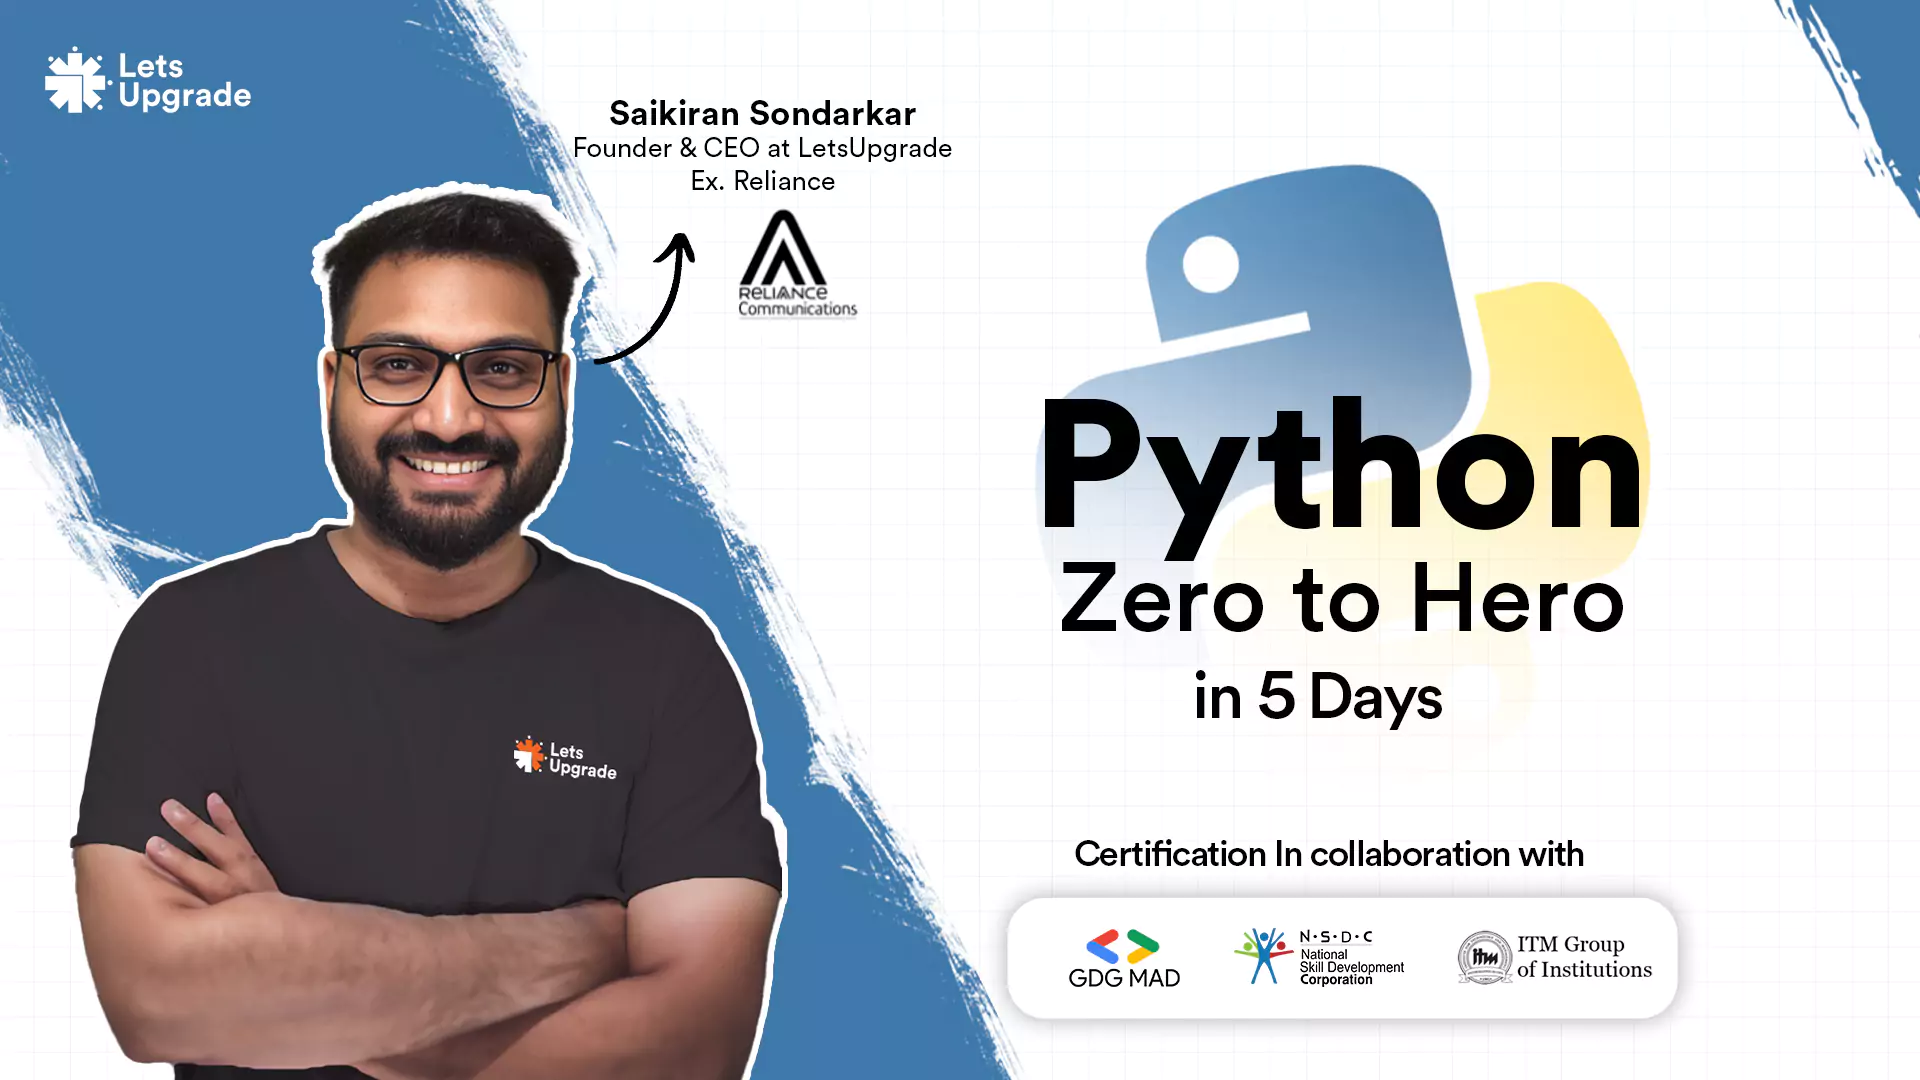 Lets
Upgrade
Saikiran Sondarkar
Founder & CEO at LetsUpgrade
Ex. Reliance
RELIANCE
Communications
Python
Zero to Hero
in 5 Days
Lets
Upgrade
Certification In collaboration with
GDG MAD
N·S·D·C
National
Skill Development
Corporation
itm
ITM Group
of Institutions